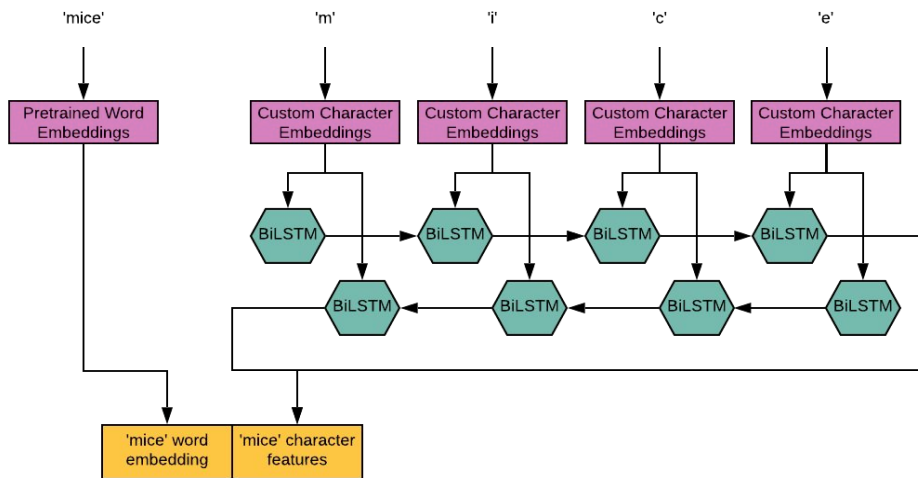 'mice'
'm'
'i'
'c'
'e'
Pretrained Word
Embeddings
Custom Character
Embeddings
Custom Character
Embeddings
Custom Character
Embeddings
Custom Character
Embeddings
BiLSTM
BiLSTM
BiLSTM
BiLSTM
BiLSTM
BiLSTM
BiLSTM
BiLSTM
'mice' word
embedding
'mice' character
features